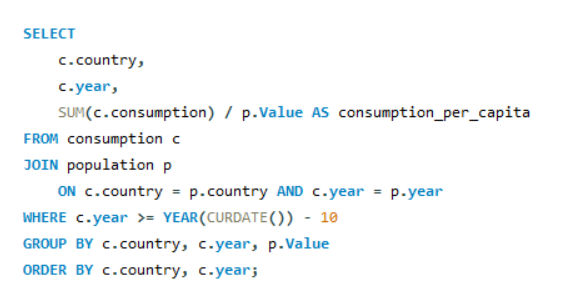 SELECT
c.country,
c.year,
SUM(c.consumption) / p.Value AS consumption_per_capita
FROM consumption c
JOIN population p
ON c.country = p.country AND c.year = p.year
WHERE c.year >= YEAR(CURDATE()) - 10
GROUP BY c.country, c.year, p.Value
ORDER BY c.country, c.year;